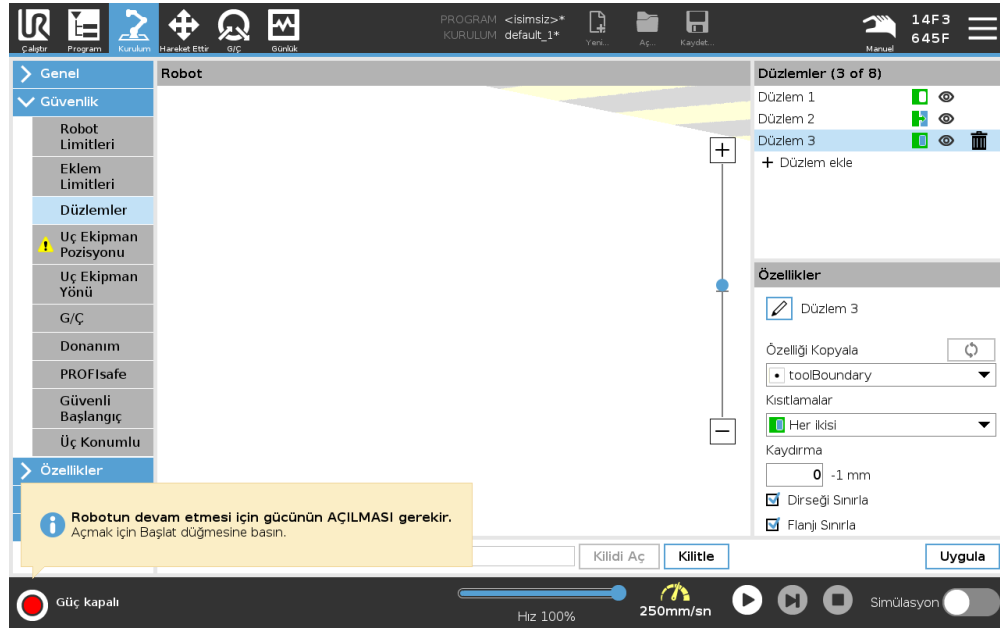 PROGRAM <isimsiz>*
KURULUM default_1*
Çalıştır
Program
Kurulum
Hareket Ettir
G/Ç
Günlük
Yeni...
Aç...
Kaydet...
Manuel
14F3
645F
Genel
Güvenlik
Robot
Limitleri
Eklem
Limitleri
Düzlemler
Uç Ekipman
Pozisyonu
Uç Ekipman
Yönü
G/Ç
Donanım
PROFIsafe
Güvenli
Başlangıç
Üç Konumlu
Özellikler
Robot
Düzlemler (3 of 8)
Düzlem 1
Düzlem 2
Düzlem 3
+ Düzlem ekle
Özellikler
Düzlem 3
Özelliği Kopyala
toolBoundary
Kısıtlamalar
Her ikisi
Kaydırma
0 -1 mm
Dirseği Sınırla
Flanjı Sınırla
Robotun devam etmesi için gücünün AÇILMASI gerekir.
Açmak için Başlat düğmesine basın.
Kilidi Aç
Kilitle
Uygula
Güç kapalı
Hız 100%
250mm/sn
Simülasyon